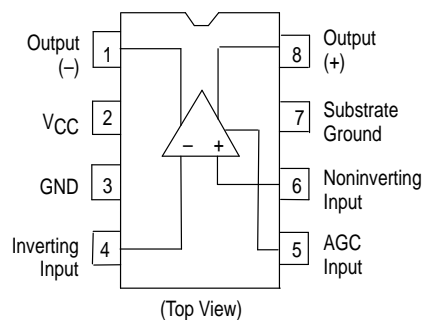 Output
(–)
1
8
Output
(+)
VCC
2
7
Substrate
Ground
– +
GND
3
6
Noninverting
Input
Inverting
Input
4
5
AGC
Input
(Top View)